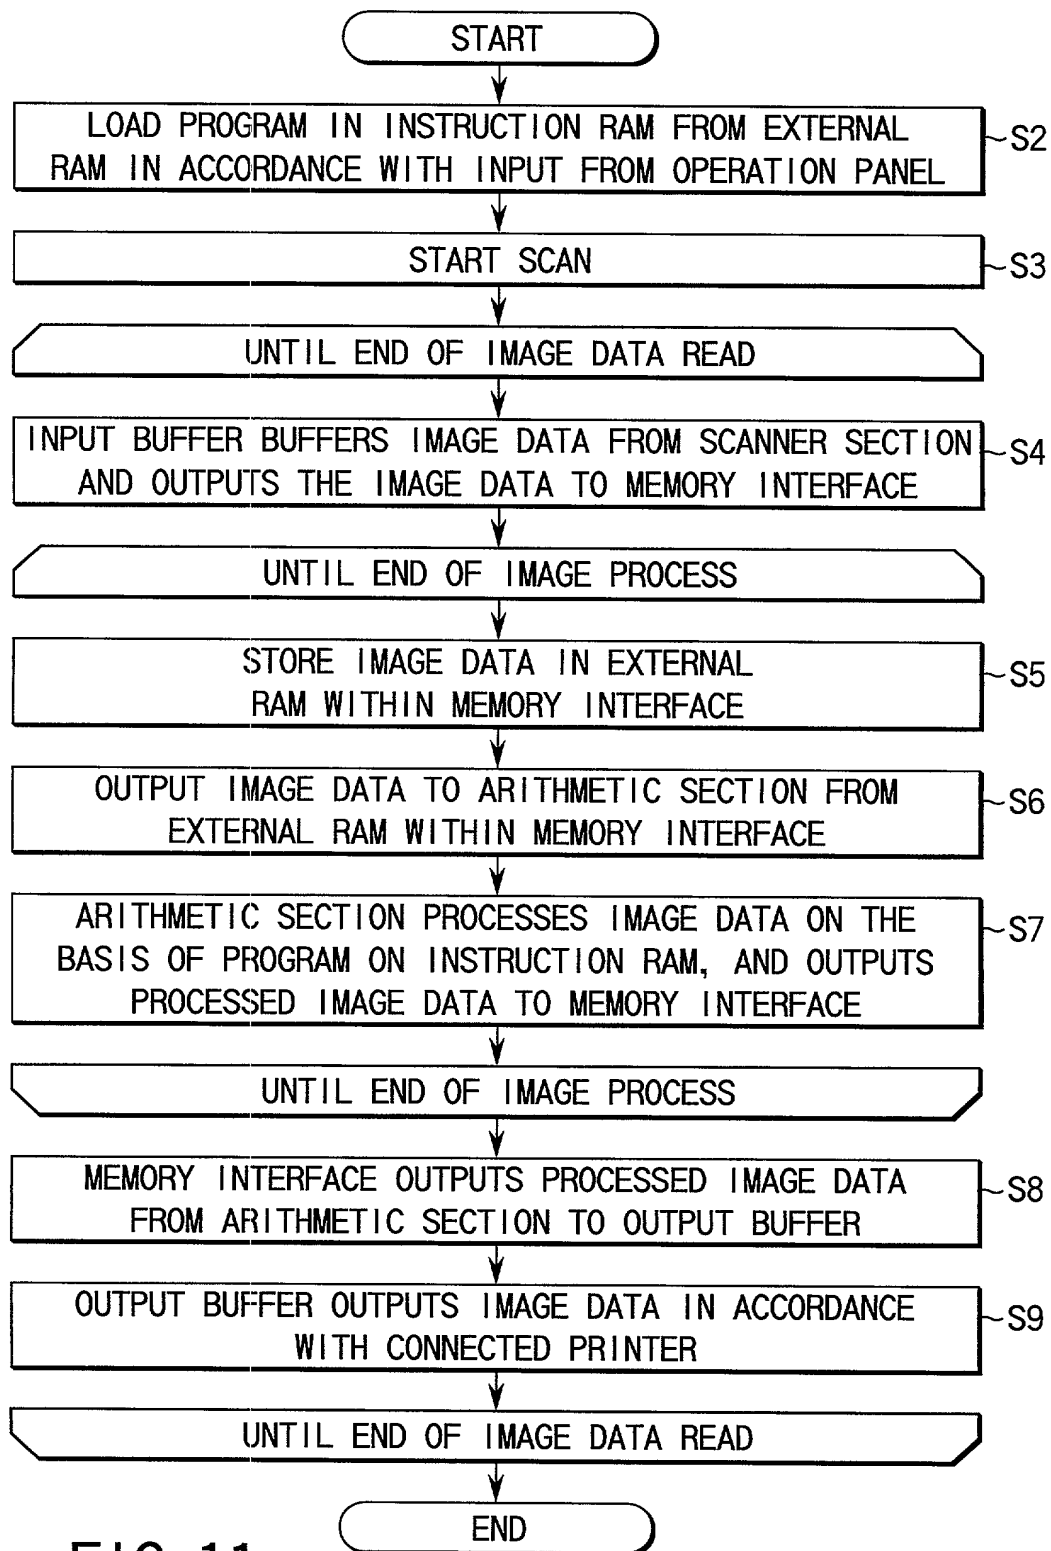 START
LOAD PROGRAM IN INSTRUCTION RAM FROM EXTERNAL
RAM IN ACCORDANCE WITH INPUT FROM OPERATION PANEL
S2
START SCAN
S3
UNTIL END OF IMAGE DATA READ
INPUT BUFFER BUFFERS IMAGE DATA FROM SCANNER SECTION
AND OUTPUTS THE IMAGE DATA TO MEMORY INTERFACE
S4
UNTIL END OF IMAGE PROCESS
STORE IMAGE DATA IN EXTERNAL
RAM WITHIN MEMORY INTERFACE
S5
OUTPUT IMAGE DATA TO ARITHMETIC SECTION FROM
EXTERNAL RAM WITHIN MEMORY INTERFACE
S6
ARITHMETIC SECTION PROCESSES IMAGE DATA ON THE
BASIS OF PROGRAM ON INSTRUCTION RAM, AND OUTPUTS
PROCESSED IMAGE DATA TO MEMORY INTERFACE
S7
UNTIL END OF IMAGE PROCESS
MEMORY INTERFACE OUTPUTS PROCESSED IMAGE DATA
FROM ARITHMETIC SECTION TO OUTPUT BUFFER
S8
OUTPUT BUFFER OUTPUTS IMAGE DATA IN ACCORDANCE
WITH CONNECTED PRINTER
S9
UNTIL END OF IMAGE DATA READ
END
FIG. 11